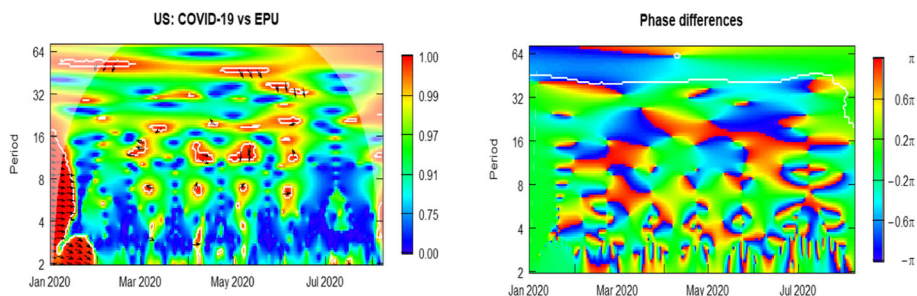 US: COVID-19 vs EPU
Period
64
32
16
8
4
2
Jan 2020 Mar 2020 May 2020 Jul 2020
1.00
0.99
0.97
0.91
0.75
0.00
Phase differences
Period
64
32
16
8
4
2
Jan 2020 Mar 2020 May 2020 Jul 2020
π
0.6π
0.2π
−0.2π
−0.6π
−π